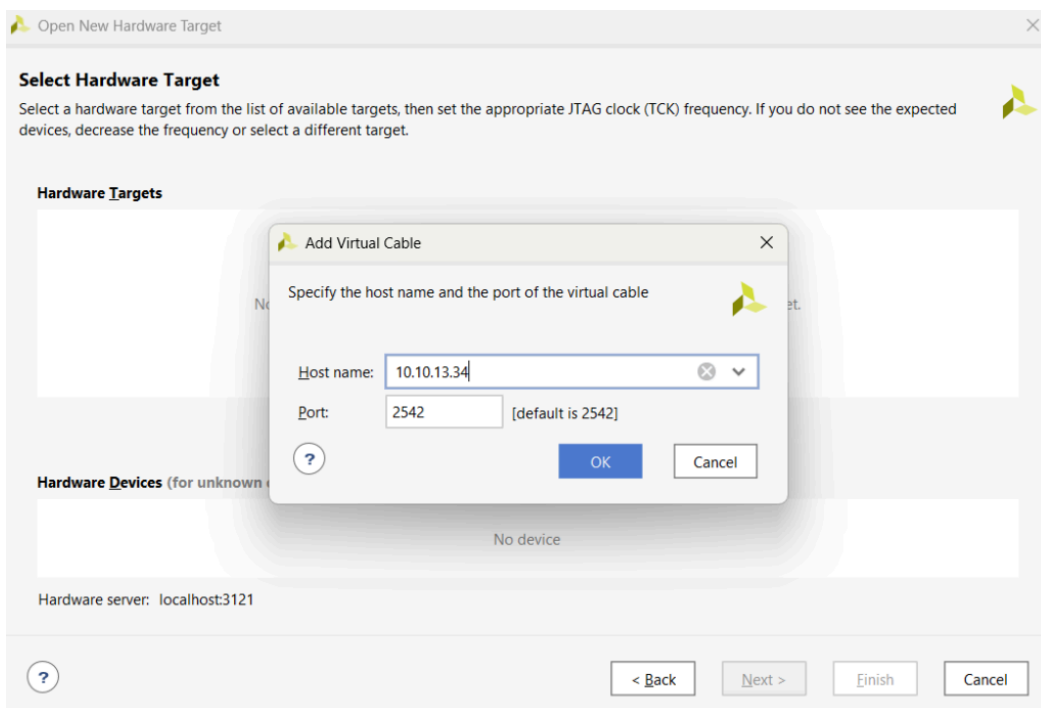 Open New Hardware Target
Select Hardware Target
Select a hardware target from the list of available targets, then set the appropriate JTAG clock (TCK) frequency. If you do not see the expected
devices, decrease the frequency or select a different target.
Hardware Targets
Add Virtual Cable
Specify the host name and the port of the virtual cable
Host name: 10.10.13.34
Port: 2542 [default is 2542]
? OK Cancel
Hardware Devices (for unknown
No device
Hardware server: localhost:3121
? < Back Next > Finish Cancel